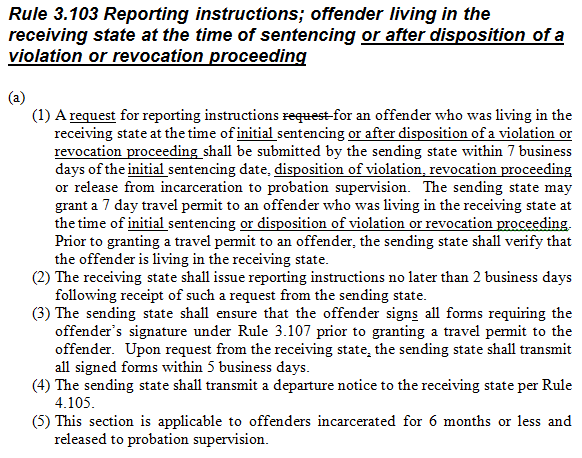 Rule 3.103 Reporting instructions; offender living in the
receiving state at the time of sentencing or after disposition of a
violation or revocation proceeding
(a)
(1) A request for reporting instructions request for an offender who was living in the
receiving state at the time of initial sentencing or after disposition of a violation or
revocation proceeding shall be submitted by the sending state within 7 business
days of the initial sentencing date, disposition of violation, revocation proceeding
or release from incarceration to probation supervision. The sending state may
grant a 7 day travel permit to an offender who was living in the receiving state at
the time of initial sentencing or disposition of violation or revocation proceeding.
Prior to granting a travel permit to an offender, the sending state shall verify that
the offender is living in the receiving state.
(2) The receiving state shall issue reporting instructions no later than 2 business days
following receipt of such a request from the sending state.
(3) The sending state shall ensure that the offender signs all forms requiring the
offender's signature under Rule 3.107 prior to granting a travel permit to the
offender. Upon request from the receiving state, the sending state shall transmit
all signed forms within 5 business days.
(4) The sending state shall transmit a departure notice to the receiving state per Rule
4.105.
(5) This section is applicable to offenders incarcerated for 6 months or less and
released to probation supervision.